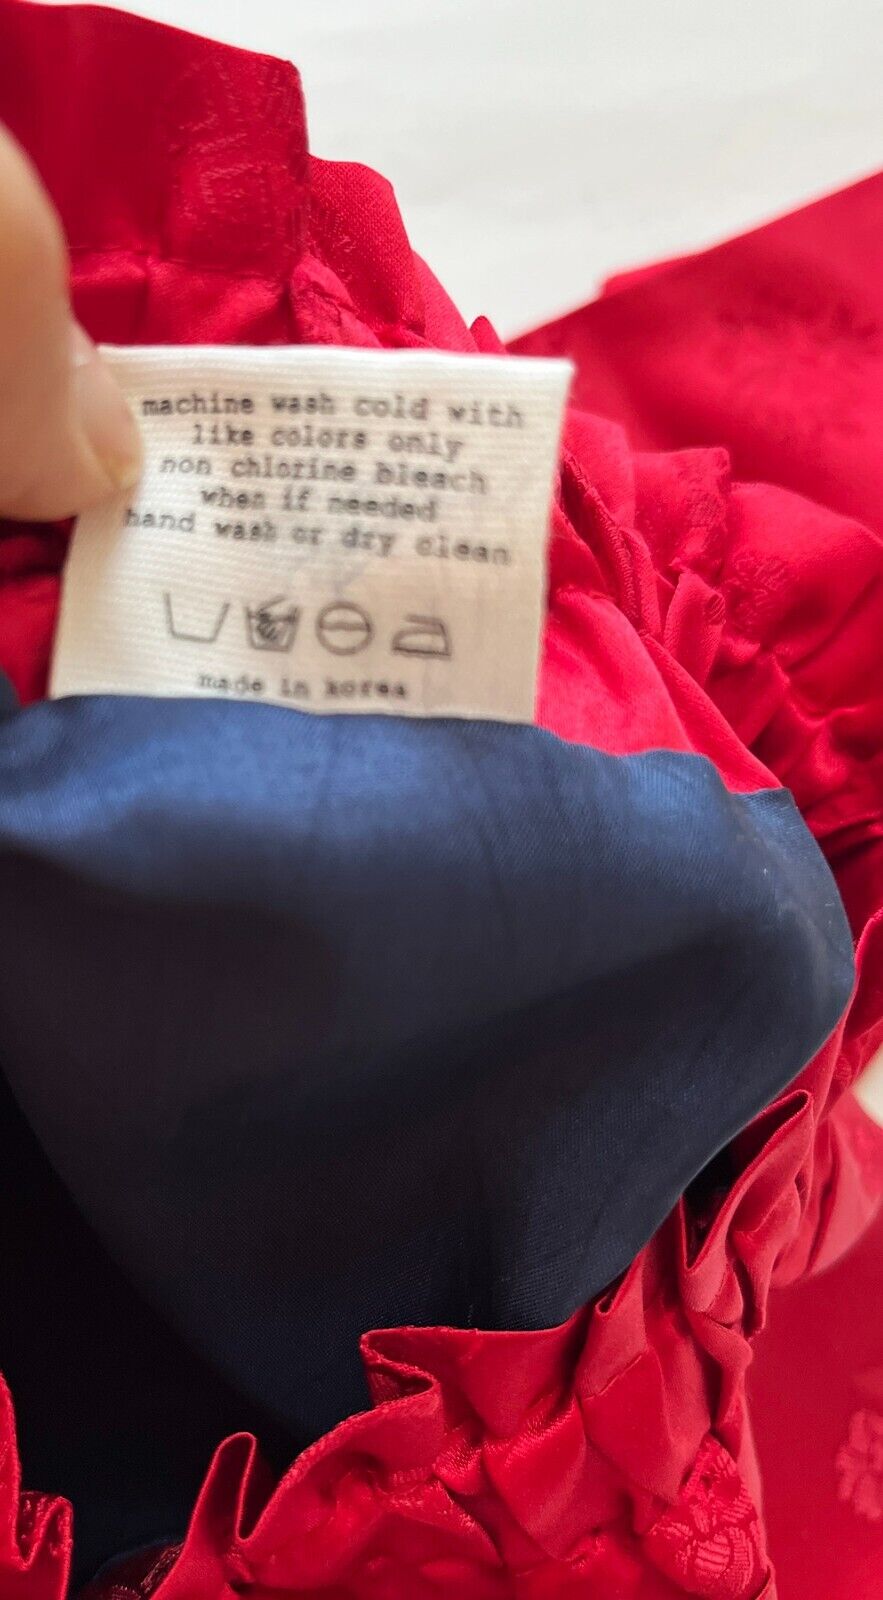 machine wash cold with
like colors only
non chlorine bleach
when if needed
hand wash or dry clean
made in korea